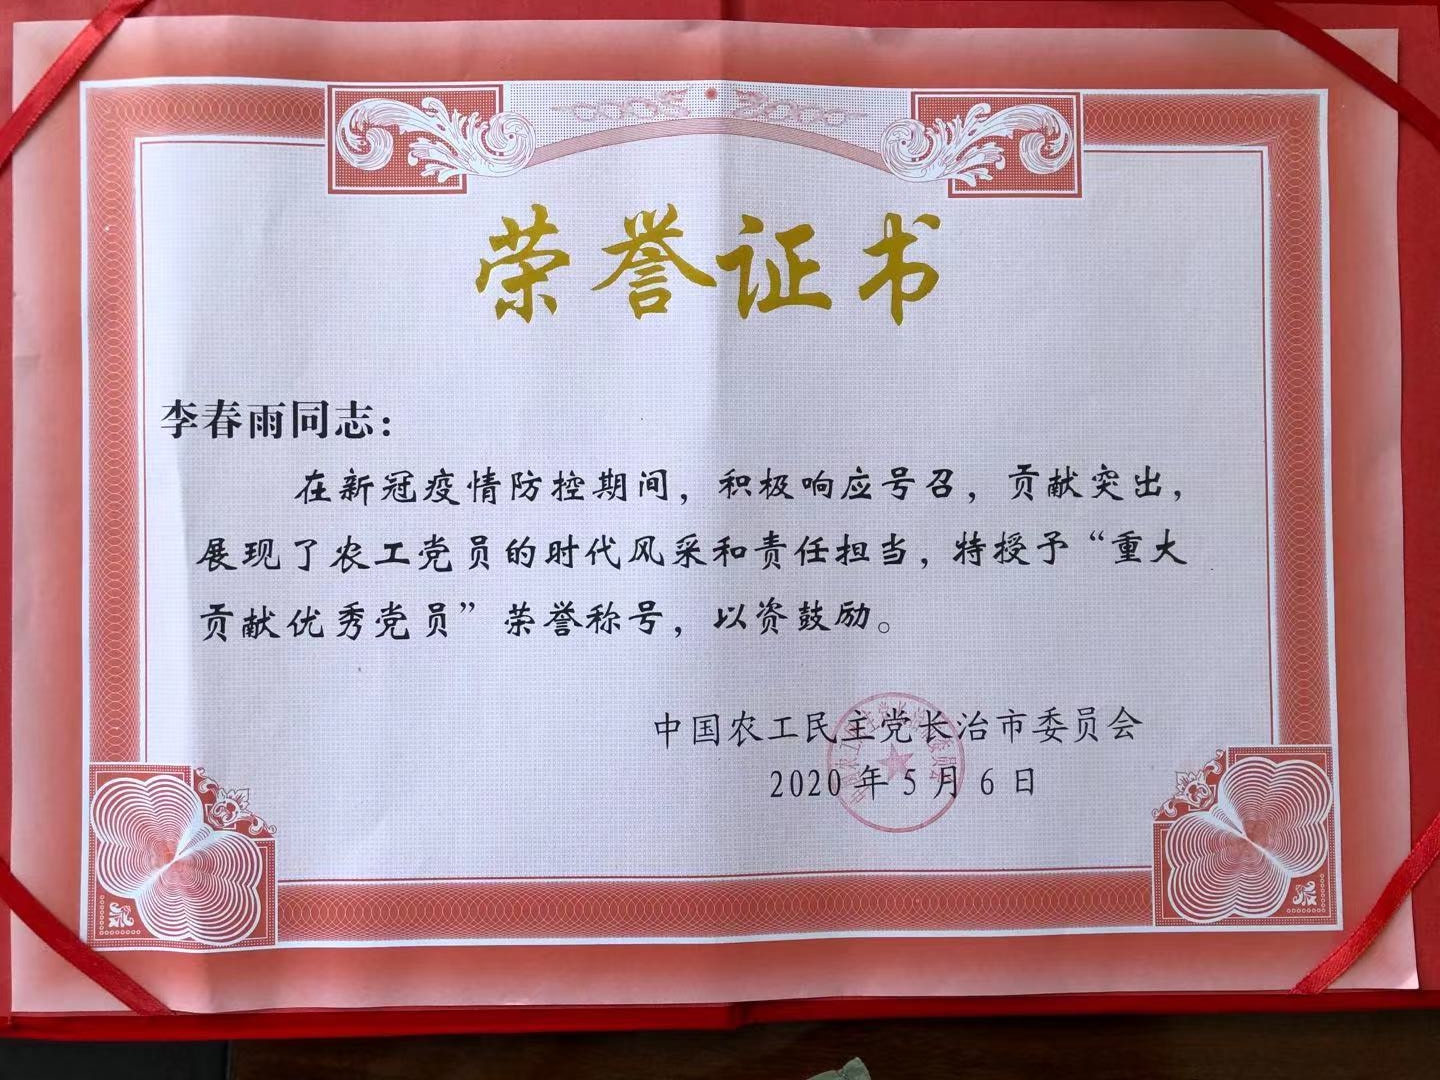 荣誉证书
李春雨同志:
在新冠疫情防控期间，积极响应号召，贡献突出，
展现了农工党员的时代风采和责任担当，特授予“重大
贡献优秀党员”荣誉称号，以资鼓励。
中国农工民主党长治市委员会
2020年5月6日